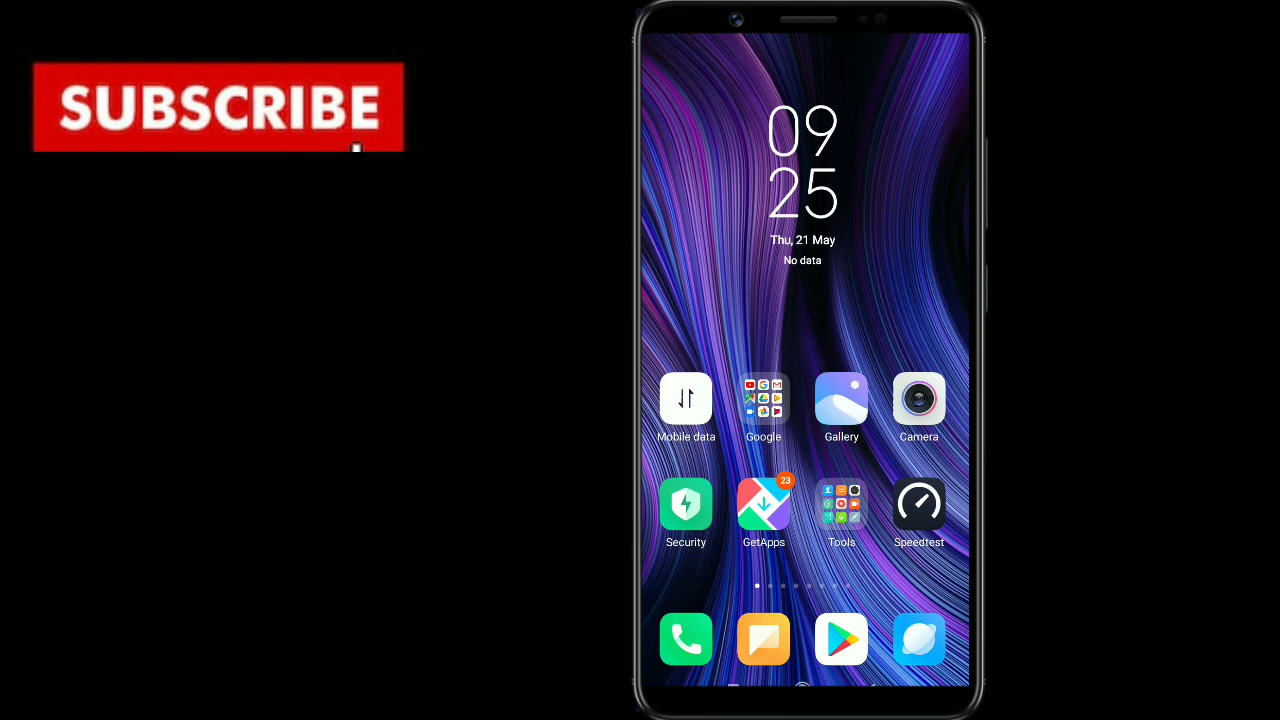 SUBSCRIBE
09
25
Thu, 21 May
No data
Mobile data
Google
Gallery
Camera
23
Security
GetApps
Tools
Speedtest